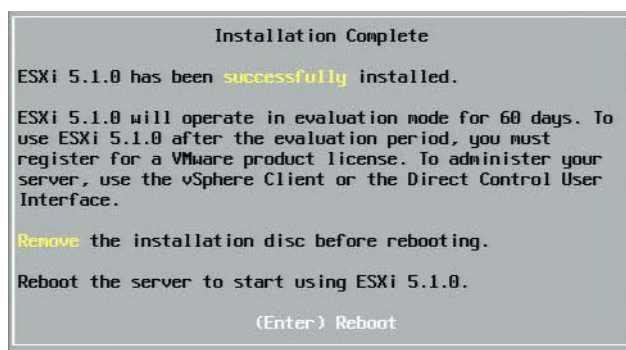 Installation Complete
ESXi 5.1.0 has been successfully installed.
ESXi 5.1.0 will operate in evaluation mode for 60 days. To
use ESXi 5.1.0 after the evaluation period, you must
register for a VMware product license. To administer your
server, use the vSphere Client or the Direct Control User
Interface.
Remove the installation disc before rebooting.
Reboot the server to start using ESXi 5.1.0.
(Enter) Reboot